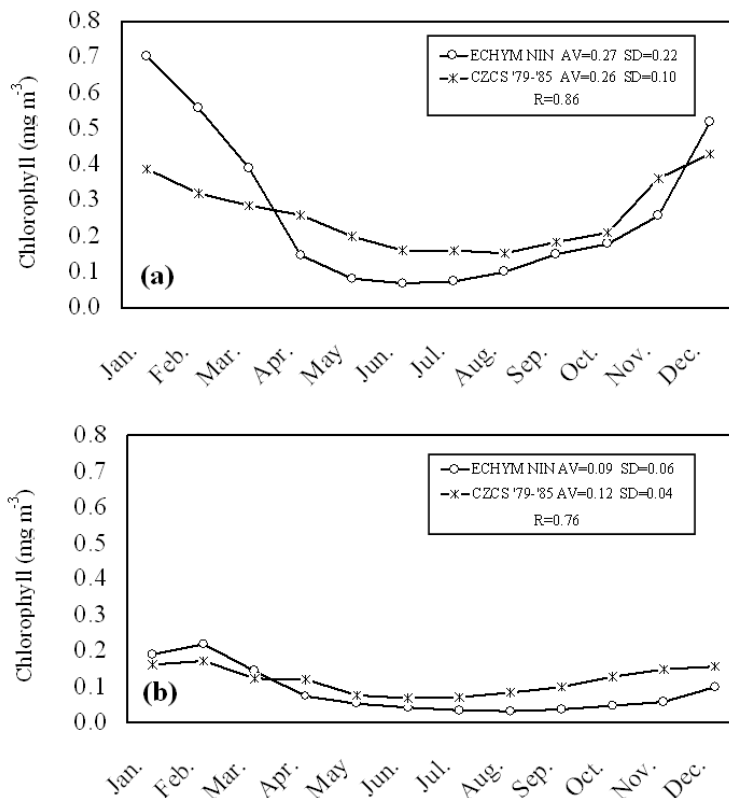 0.8
0.7
0.6
0.5
0.4
0.3
0.2
0.1
0.0
Chlorophyll (mg m-3)
ECHYM NIN AV=0.27 SD=0.22
CZCS '79-'85 AV=0.26 SD=0.10
R=0.86
(a)
Jan.
Feb.
Mar.
Apr.
May
Jun.
Jul.
Aug.
Sep.
Oct.
Nov.
Dec.
0.8
0.7
0.6
0.5
0.4
0.3
0.2
0.1
0.0
Chlorophyll (mg m-3)
ECHYM NIN AV=0.09 SD=0.06
CZCS '79-'85 AV=0.12 SD=0.04
R=0.76
(b)
Jan.
Feb.
Mar.
Apr.
May
Jun.
Jul.
Aug.
Sep.
Oct.
Nov.
Dec.